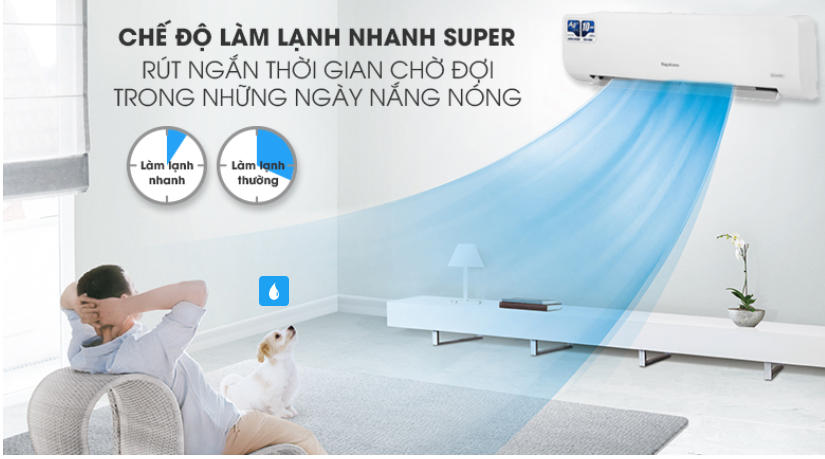 CHẾ ĐỘ LÀM LẠNH NHANH SUPER
RÚT NGẮN THỜI GIAN CHỜ ĐỢI
TRONG NHỮNG NGÀY NẮNG NÓNG
Làm lạnh
nhanh
Làm lạnh
thường